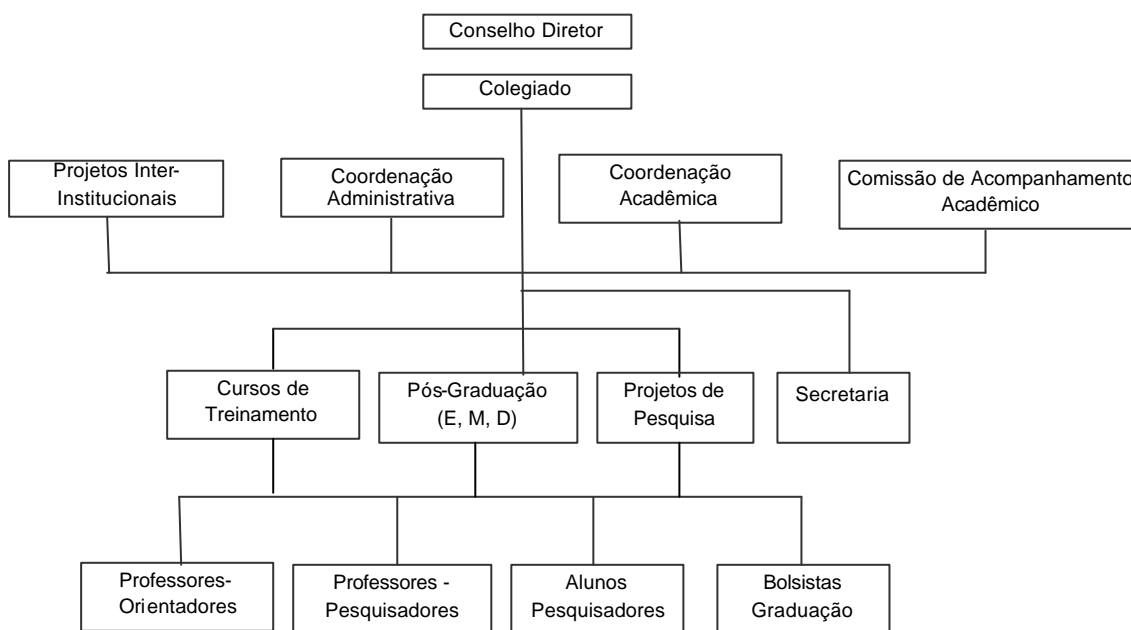 Conselho Diretor
Colegiado
Projetos Inter-
Institucionais
Coordenação
Administrativa
Coordenação
Acadêmica
Comissão de Acompanhamento
Acadêmico
Cursos de
Treinamento
Pós-Graduação
(E, M, D)
Projetos de
Pesquisa
Secretaria
Professores-
Orientadores
Professores -
Pesquisadores
Alunos
Pesquisadores
Bolsistas
Graduação